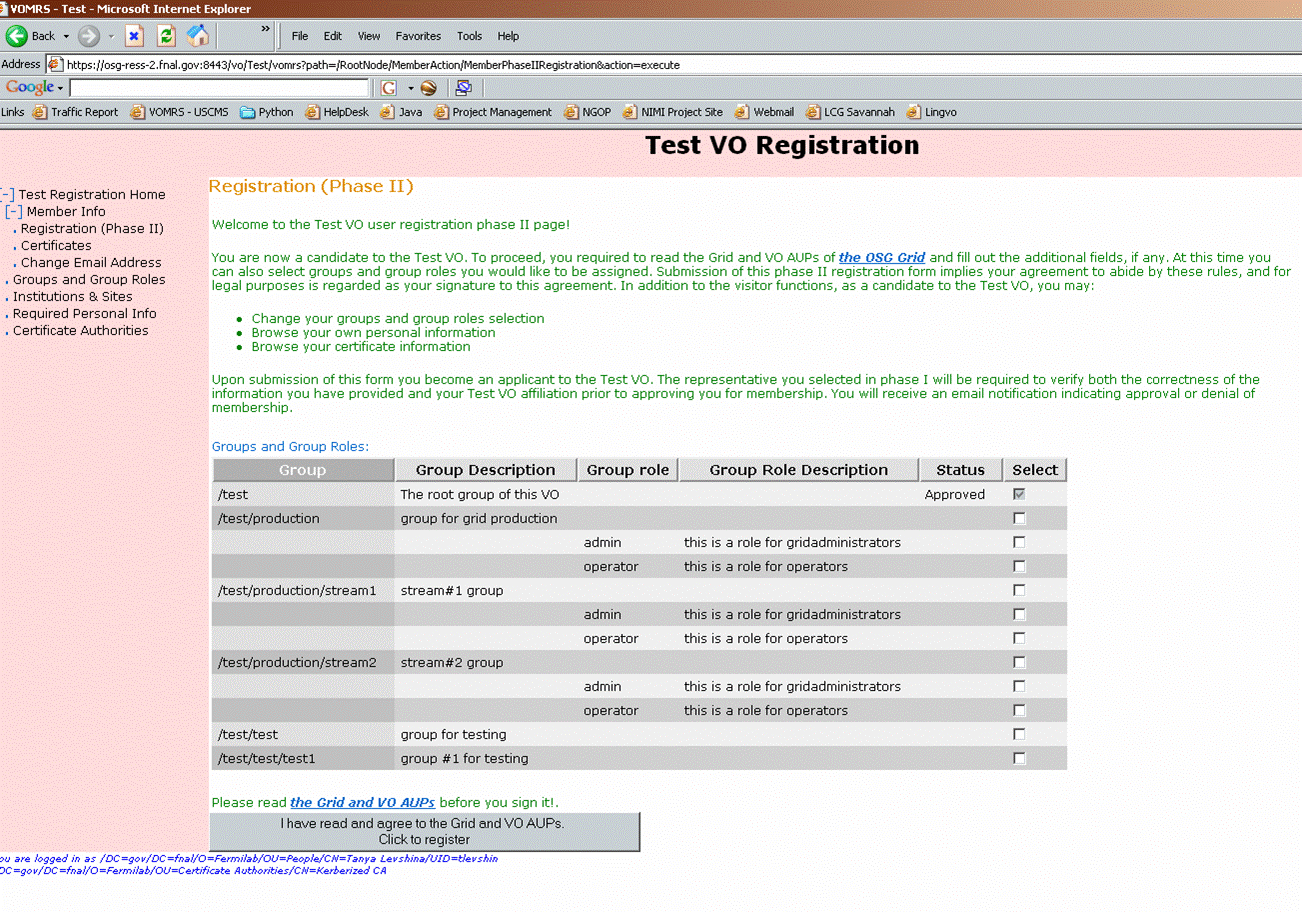 VOMRS - Test - Microsoft Internet Explorer
Back » File Edit View Favorites Tools Help
Address https://osg-ress-2.fnal.gov:8443/vo/Test/vomrs?path=/RootNode/MemberAction/MemberPhaseIIRegistration&action=execute
Google G
Links Traffic Report VOMRS - USCMS Python HelpDesk Java Project Management NGOP NIMI Project Site Webmail LCG Savannah Lingvo
Test VO Registration
[-] Test Registration Home
[-] Member Info
. Registration (Phase II)
. Certificates
. Change Email Address
. Groups and Group Roles
. Institutions & Sites
. Required Personal Info
. Certificate Authorities
Registration (Phase II)
Welcome to the Test VO user registration phase II page!
You are now a candidate to the Test VO. To proceed, you required to read the Grid and VO AUPs of the OSG Grid and fill out the additional fields, if any. At this time you
can also select groups and group roles you would like to be assigned. Submission of this phase II registration form implies your agreement to abide by these rules, and for
legal purposes is regarded as your signature to this agreement. In addition to the visitor functions, as a candidate to the Test VO, you may:
• Change your groups and group roles selection
• Browse your own personal information
• Browse your certificate information
Upon submission of this form you become an applicant to the Test VO. The representative you selected in phase I will be required to verify both the correctness of the
information you have provided and your Test VO affiliation prior to approving you for membership. You will receive an email notification indicating approval or denial of
membership.
Groups and Group Roles:
Group Group Description Group role Group Role Description Status Select
/test The root group of this VO Approved
/test/production group for grid production
admin this is a role for gridadministrators
operator this is a role for operators
/test/production/stream1 stream#1 group
admin this is a role for gridadministrators
operator this is a role for operators
/test/production/stream2 stream#2 group
admin this is a role for gridadministrators
operator this is a role for operators
/test/test group for testing
/test/test/test1 group #1 for testing
Please read the Grid and VO AUPs before you sign it!.
I have read and agree to the Grid and VO AUPs.
Click to register
ou are logged in as /DC=gov/DC=fnal/O=Fermilab/OU=People/CN=Tanya Levshina/UID=tlevshin
DC=gov/DC=fnal/O=Fermilab/OU=Certificate Authorities/CN=Kerberized CA